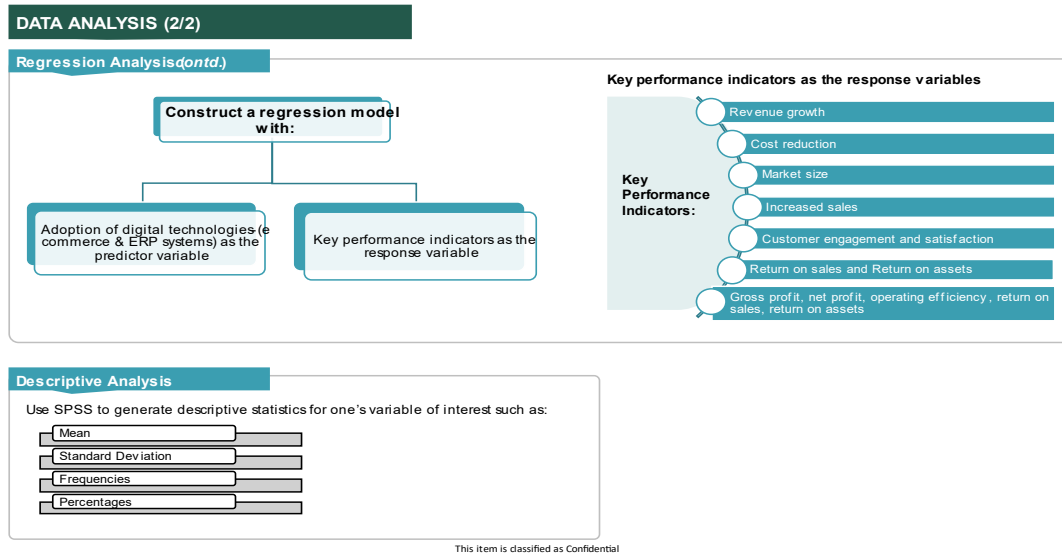 DATA ANALYSIS (2/2)
Regression Analysis(contd.)
Construct a regression model
with:
Adoption of digital technologies-(e
commerce & ERP systems) as the
predictor variable
Key performance indicators as the
response variable
Key performance indicators as the response variables
Key
Performance
Indicators:
Revenue growth
Cost reduction
Market size
Increased sales
Customer engagement and satisfaction
Return on sales and Return on assets
Gross profit, net profit, operating efficiency, return on
sales, return on assets
Descriptive Analysis
Use SPSS to generate descriptive statistics for one's variable of interest such as:
Mean
Standard Deviation
Frequencies
Percentages
This item is classified as Confidential